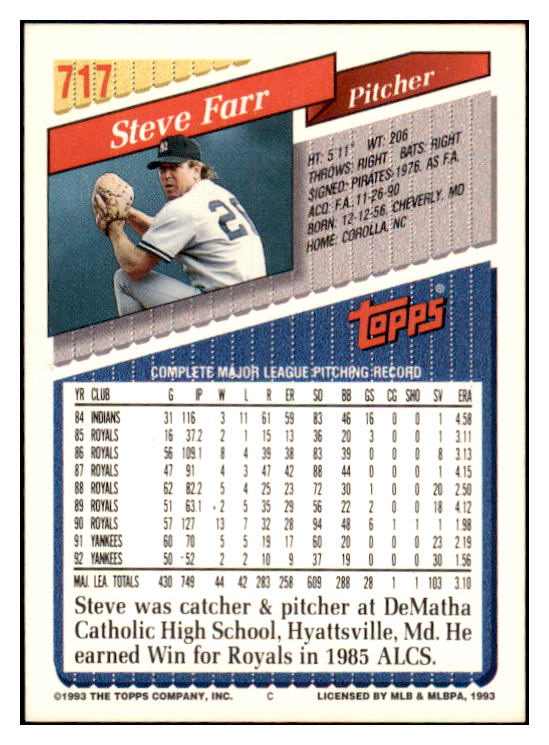 717
Steve Farr
Pitcher
HT: 5'11" WT: 206
THROWS: RIGHT BATS: RIGHT
SIGNED: PIRATES-1976. AS F.A.
ACQ: F.A. 11-26-90
BORN: 12-12-56. CHEVERLY, MD
HOME: COROLLA, NC
topps®
COMPLETE MAJOR LEAGUE PITCHING RECORD
YR CLUB G IP W L R ER SO BB GS CG SHO SV ERA
84 INDIANS 31 116 3 11 61 59 83 46 16 0 0 1 4.58
85 ROYALS 16 37.2 2 1 15 13 36 20 3 0 0 1 3.11
86 ROYALS 56 109.1 8 4 39 38 83 39 0 0 0 8 3.13
87 ROYALS 47 91 4 3 47 42 88 44 0 0 0 1 4.15
88 ROYALS 62 82.2 5 4 25 23 72 30 1 0 0 20 2.50
89 ROYALS 51 63.1 2 5 35 29 56 22 2 0 0 18 4.12
90 ROYALS 57 127 13 7 32 28 94 48 6 1 1 1 1.98
91 YANKEES 60 70 5 5 19 17 60 20 0 0 0 23 2.19
92 YANKEES 50 52 2 2 10 9 37 19 0 0 0 30 1.56
MAJ. LEA. TOTALS 430 749 44 42 283 258 609 288 28 1 1 103 3.10
Steve was catcher & pitcher at DeMatha
Catholic High School, Hyattsville, Md. He
earned Win for Royals in 1985 ALCS.
©1993 THE TOPPS COMPANY, INC. C LICENSED BY MLB & MLBPA, 1993